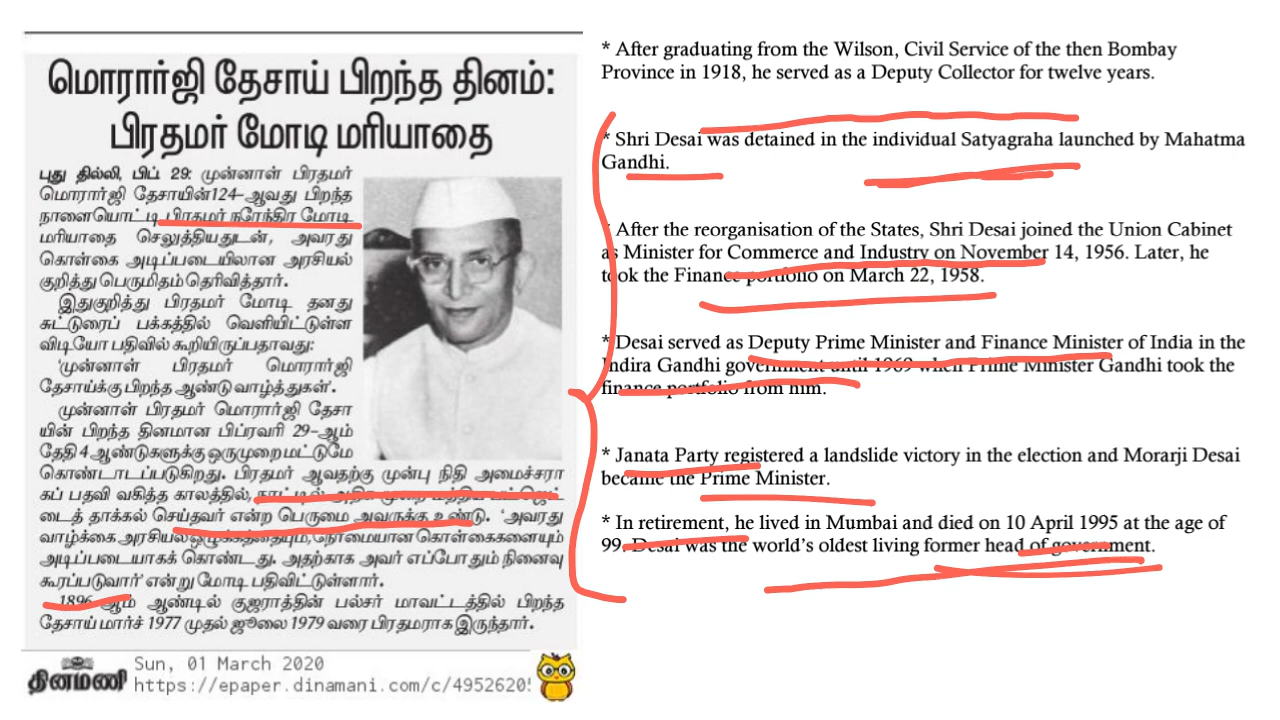 மொரார்ஜி தேசாய் பிறந்த தினம்:
பிரதமர் மோடி மரியாதை
புது தில்லி, பிப் 29: முன்னாள் பிரதமர்
மொரார்ஜி தேசாயின்124-ஆவது பிறந்த
நாளையொட்டி பிரதமர் நரேந்திர மோடி
மரியாதை செலுத்தியதுடன், அவரது
கொள்கை அடிப்படையிலான அரசியல்
குறித்து பெருமிதம் தெரிவித்தார்.
இதுகுறித்து பிரதமர் மோடி தனது
சுட்டுரைப் பக்கத்தில் வெளியிட்டுள்ள
விடியோ பதிவில் கூறியிருப்பதாவது:
'முன்னாள் பிரதமர் மொரார்ஜி
தேசாய்க்கு பிறந்த ஆண்டு வாழ்த்துகள்'.
முன்னாள் பிரதமர் மொரார்ஜி தேசா
யின் பிறந்த தினமான பிப்ரவரி 29-ஆம்
தேதி 4 ஆண்டுகளுக்கு ஒருமுறை மட்டுமே
கொண்டாடப்படுகிறது. பிரதமர் ஆவதற்கு முன்பு நிதி அமைச்சரா
கப் பதவி வகித்த காலத்தில், நாட்டில் அதிக முறை மத்திய பட்ஜெட்
டைத் தாக்கல் செய்தவர் என்ற பெருமை அவருக்கு உண்டு. 'அவரது
வாழ்க்கை அரசியல் ஒழுக்கத்தையும், நேர்மையான கொள்கைகளையும்
அடிப்படையாகக் கொண்டது. அதற்காக அவர் எப்போதும் நினைவு
கூரப்படுவார்' என்று மோடி பதிவிட்டுள்ளார்.
1896-ஆம் ஆண்டில் குஜராத்தின் பல்சர் மாவட்டத்தில் பிறந்த
தேசாய் மார்ச் 1977 முதல் ஜூலை 1979 வரை பிரதமராக இருந்தார்.
தினமணி
Sun, 01 March 2020
https://epaper.dinamani.com/c/4952620
* After graduating from the Wilson, Civil Service of the then Bombay
Province in 1918, he served as a Deputy Collector for twelve years.
* Shri Desai was detained in the individual Satyagraha launched by Mahatma
Gandhi.
* After the reorganisation of the States, Shri Desai joined the Union Cabinet
as Minister for Commerce and Industry on November 14, 1956. Later, he
took the Finance portfolio on March 22, 1958.
* Desai served as Deputy Prime Minister and Finance Minister of India in the
Indira Gandhi government until 1969 when Prime Minister Gandhi took the
finance portfolio from him.
* Janata Party registered a landslide victory in the election and Morarji Desai
became the Prime Minister.
* In retirement, he lived in Mumbai and died on 10 April 1995 at the age of
99. Desai was the world's oldest living former head of government.